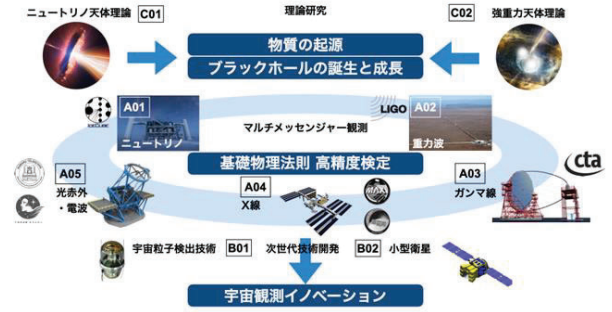 ニュートリノ天体理論 C01
理論研究
C02 強重力天体理論
物質の起源
ブラックホールの誕生と成長
A01
ニュートリノ
マルチメッセンジャー観測
LIGO
A02
重力波
基礎物理法則 高精度検定
A05
光赤外
・電波
A04
X線
MAXI
A03
ガンマ線
cta
宇宙粒子検出技術 B01
次世代技術開発
B02 小型衛星
宇宙観測イノベーション